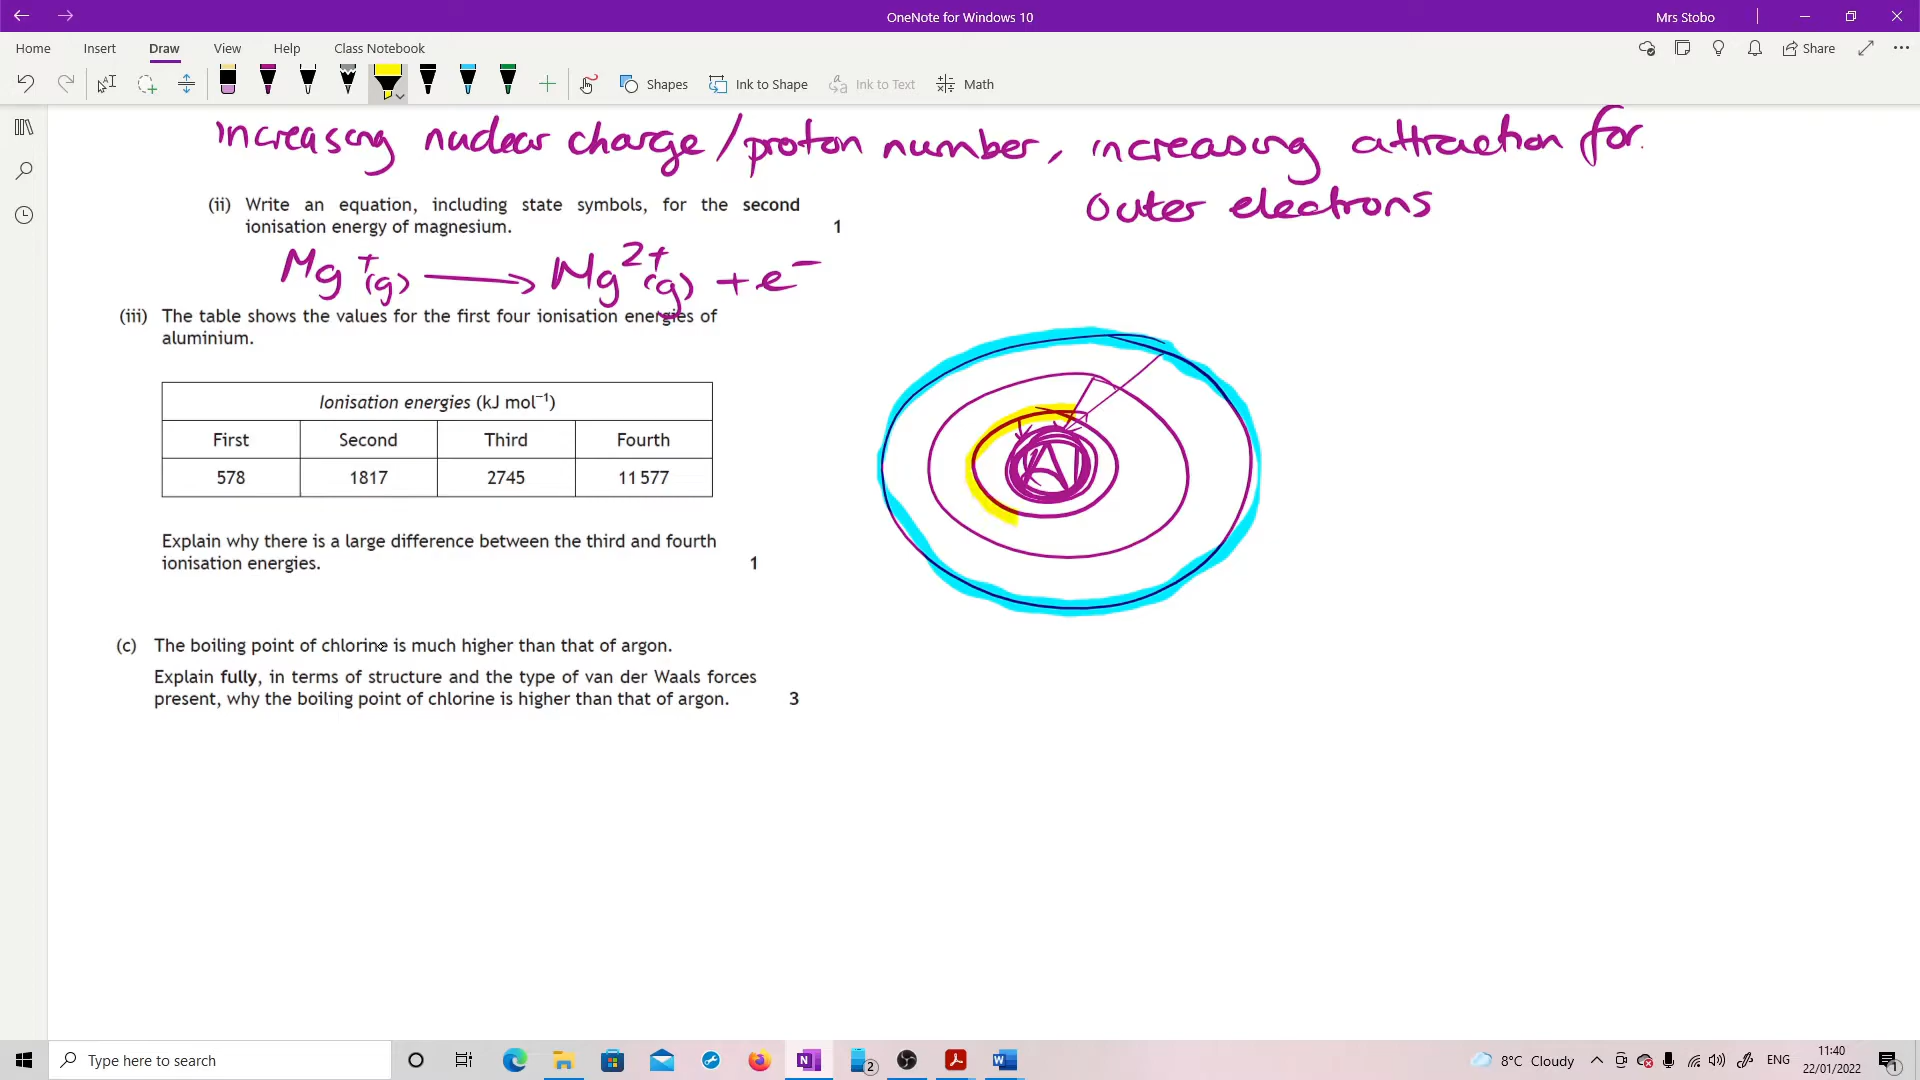 OneNote for Windows 10
Mrs Stobo
Home Insert Draw View Help Class Notebook
Share
Shapes Ink to Shape Ink to Text Math
increasing nuclear charge/proton number, increasing attraction for
outer electrons
(ii) Write an equation, including state symbols, for the second
ionisation energy of magnesium. 1
Mg⁺(g) → Mg²⁺(g) + e⁻
(iii) The table shows the values for the first four ionisation energies of
aluminium.
Ionisation energies (kJ mol⁻¹)
First Second Third Fourth
578 1817 2745 11 577
Al
Explain why there is a large difference between the third and fourth
ionisation energies. 1
(c) The boiling point of chlorine is much higher than that of argon.
Explain fully, in terms of structure and the type of van der Waals forces
present, why the boiling point of chlorine is higher than that of argon. 3
Type here to search
2
8°C Cloudy
ENG
11:40
22/01/2022
1